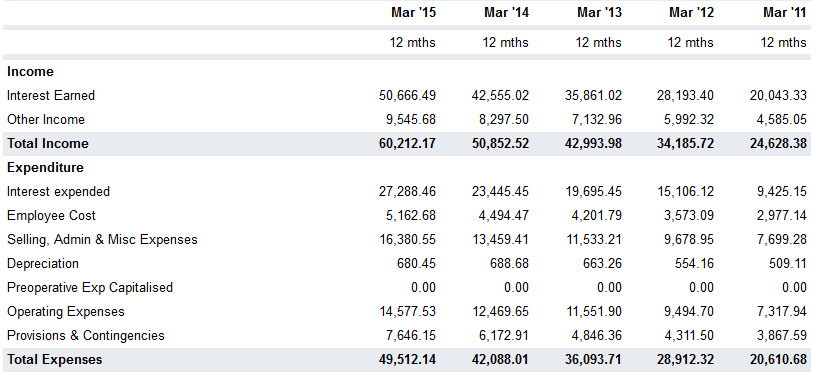 Mar '15 Mar '14 Mar '13 Mar '12 Mar '11
12 mths 12 mths 12 mths 12 mths 12 mths
Income
Interest Earned 50,666.49 42,555.02 35,861.02 28,193.40 20,043.33
Other Income 9,545.68 8,297.50 7,132.96 5,992.32 4,585.05
Total Income 60,212.17 50,852.52 42,993.98 34,185.72 24,628.38
Expenditure
Interest expended 27,288.46 23,445.45 19,695.45 15,106.12 9,425.15
Employee Cost 5,162.68 4,494.47 4,201.79 3,573.09 2,977.14
Selling, Admin & Misc Expenses 16,380.55 13,459.41 11,533.21 9,678.95 7,699.28
Depreciation 680.45 688.68 663.26 554.16 509.11
Preoperative Exp Capitalised 0.00 0.00 0.00 0.00 0.00
Operating Expenses 14,577.53 12,469.65 11,551.90 9,494.70 7,317.94
Provisions & Contingencies 7,646.15 6,172.91 4,846.36 4,311.50 3,867.59
Total Expenses 49,512.14 42,088.01 36,093.71 28,912.32 20,610.68